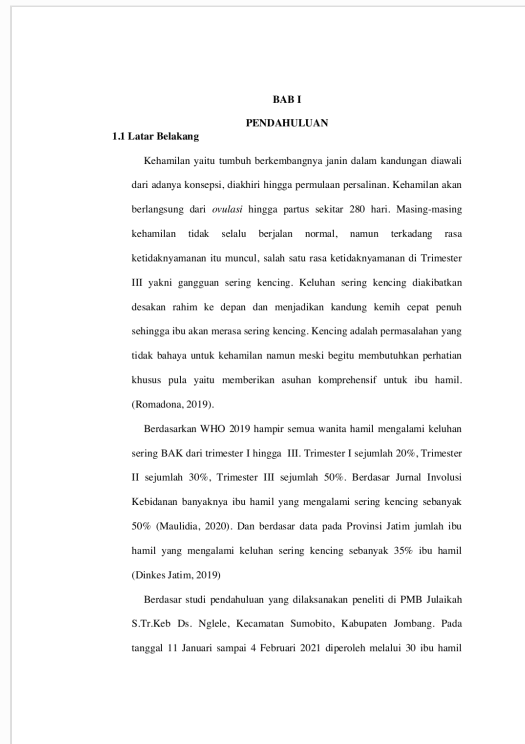 BAB I
PENDAHULUAN
1.1 Latar Belakang
Kehamilan yaitu tumbuh berkembangnya janin dalam kandungan diawali
dari adanya konsepsi, diakhiri hingga permulaan persalinan. Kehamilan akan
berlangsung dari ovulasi hingga partus sekitar 280 hari. Masing-masing
kehamilan tidak selalu berjalan normal, namun terkadang rasa
ketidaknyamanan itu muncul, salah satu rasa ketidaknyamanan di Trimester
III yakni gangguan sering kencing. Keluhan sering kencing diakibatkan
desakan rahim ke depan dan menjadikan kandung kemih cepat penuh
sehingga ibu akan merasa sering kencing. Kencing adalah permasalahan yang
tidak bahaya untuk kehamilan namun meski begitu membutuhkan perhatian
khusus pula yaitu memberikan asuhan komprehensif untuk ibu hamil.
(Romadona, 2019).
Berdasarkan WHO 2019 hampir semua wanita hamil mengalami keluhan
sering BAK dari trimester I hingga III. Trimester I sejumlah 20%, Trimester
II sejumlah 30%, Trimester III sejumlah 50%. Berdasar Jurnal Involusi
Kebidanan banyaknya ibu hamil yang mengalami sering kencing sebanyak
50% (Maulidia, 2020). Dan berdasar data pada Provinsi Jatim jumlah ibu
hamil yang mengalami keluhan sering kencing sebanyak 35% ibu hamil
(Dinkes Jatim, 2019)
Berdasar studi pendahuluan yang dilaksanakan peneliti di PMB Julaikah
S.Tr.Keb Ds. Nglele, Kecamatan Sumobito, Kabupaten Jombang. Pada
tanggal 11 Januari sampai 4 Februari 2021 diperoleh melalui 30 ibu hamil